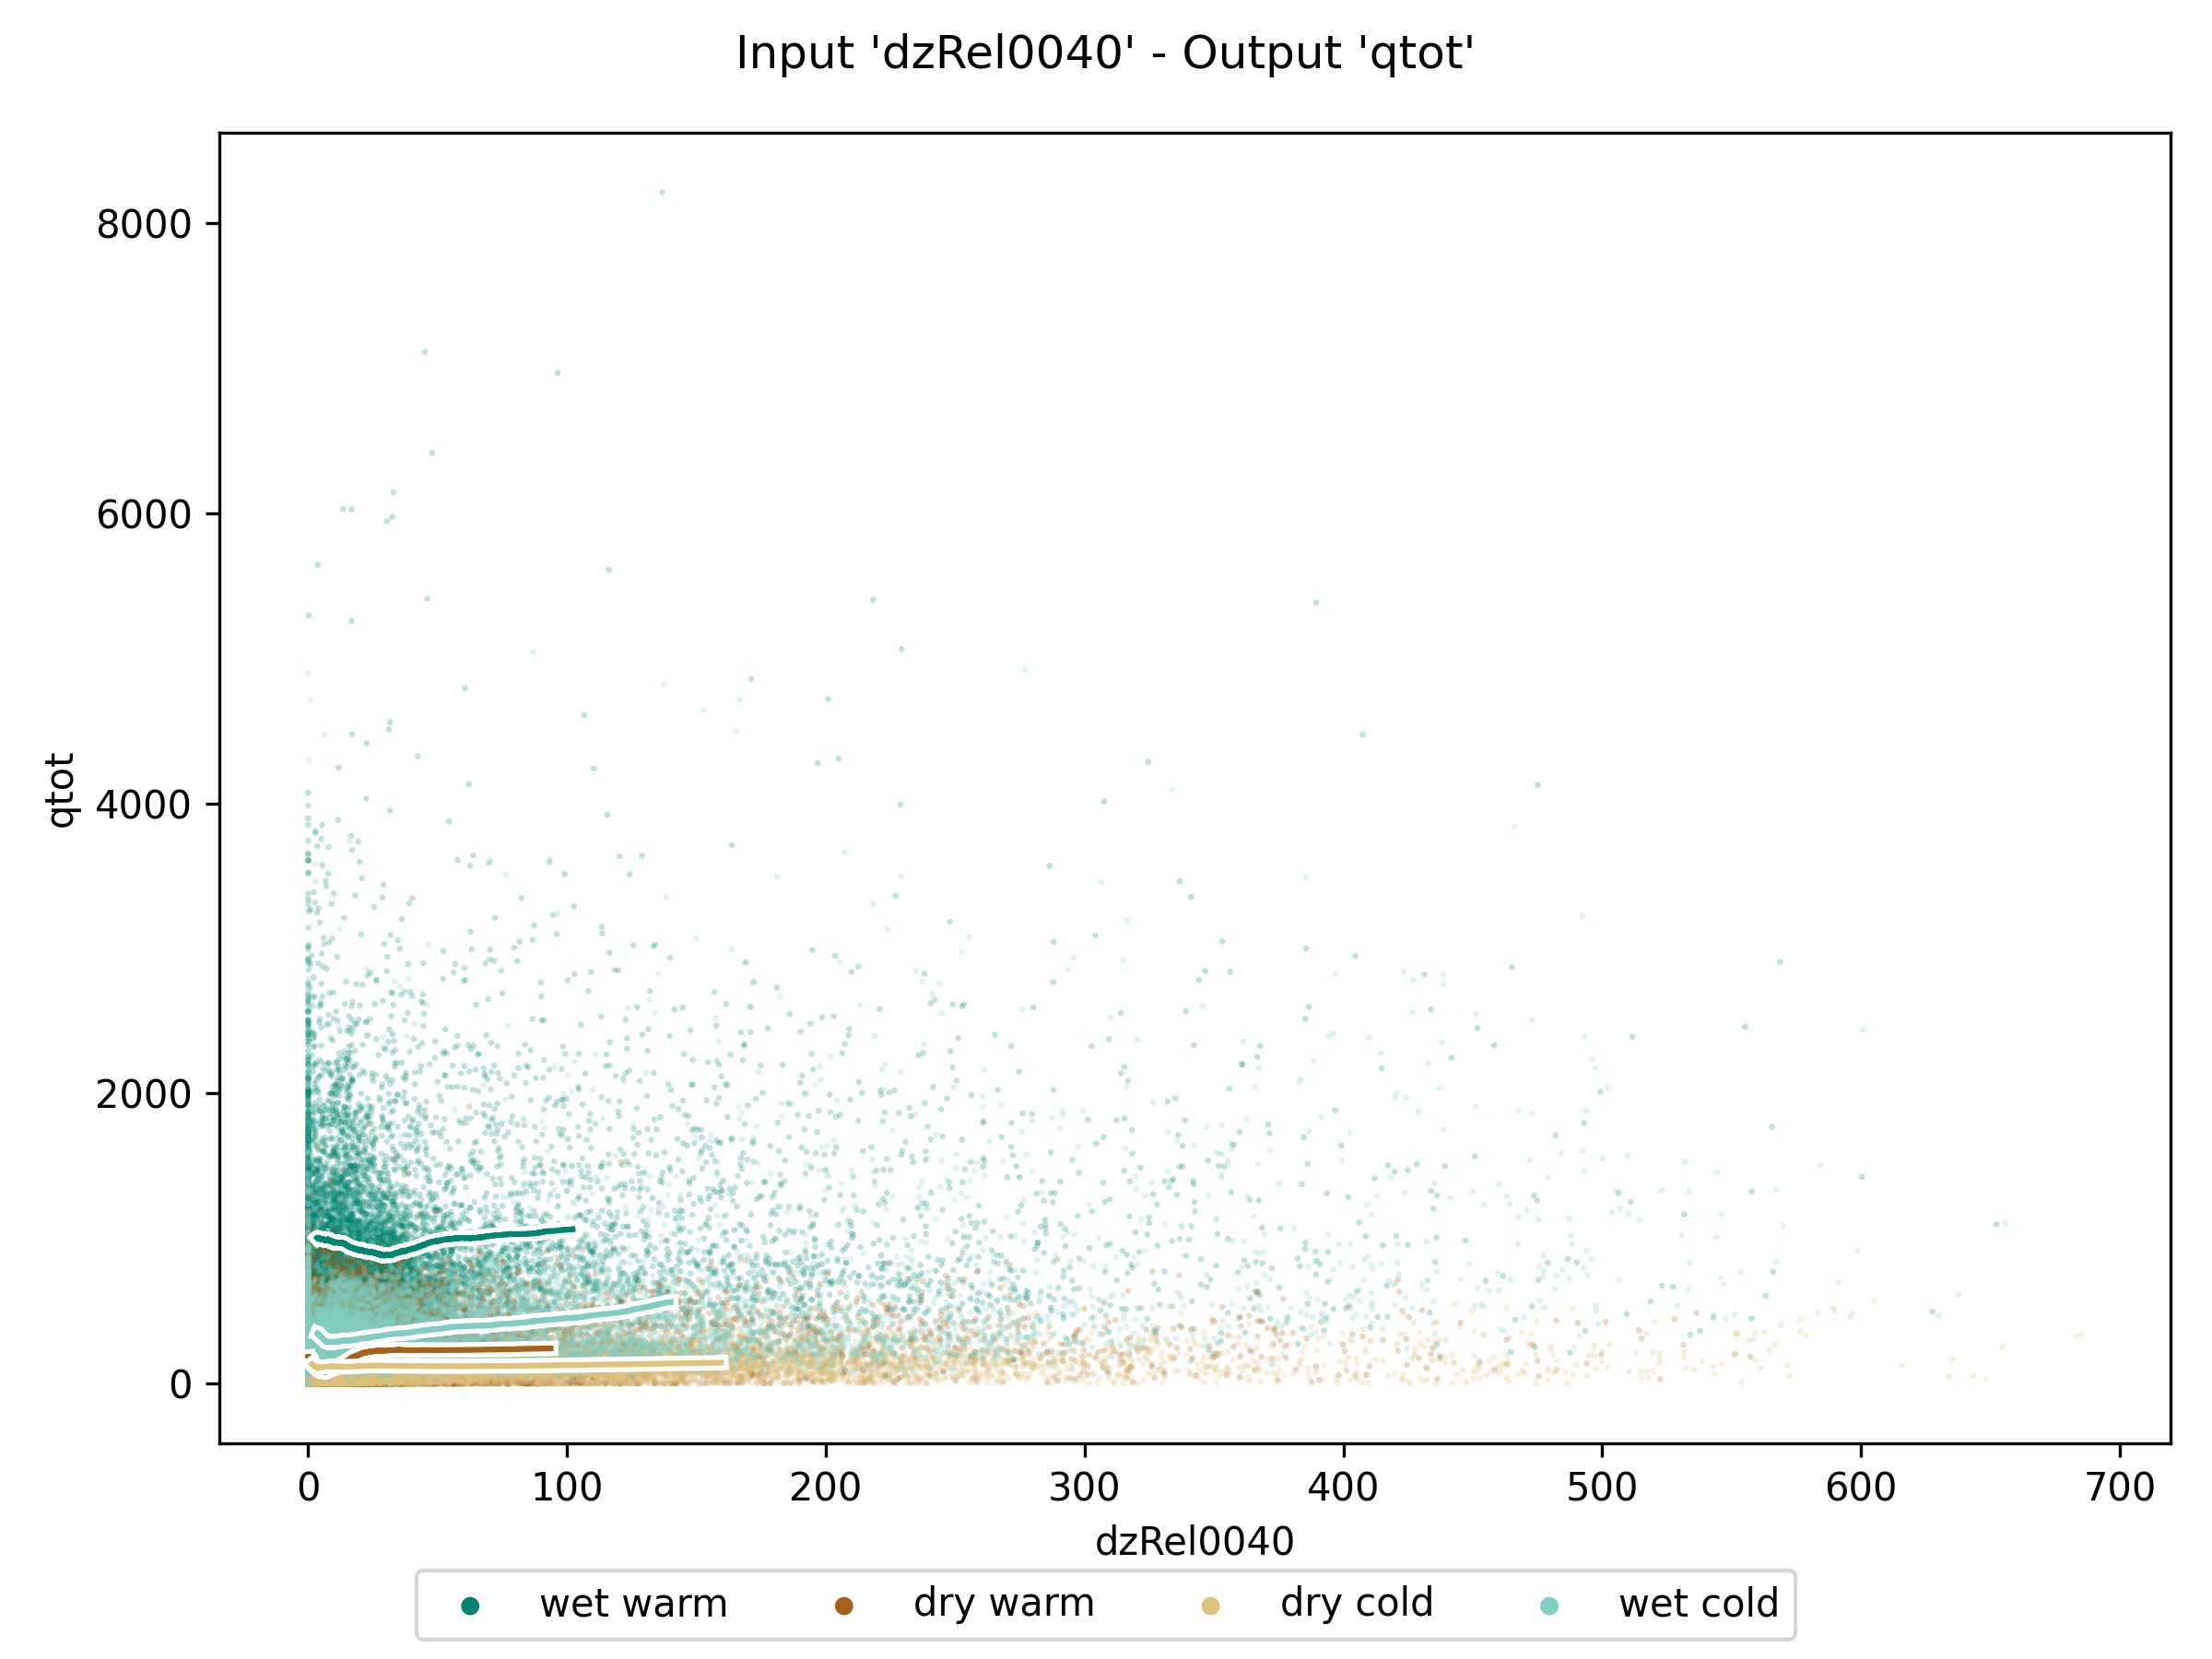 Input 'dzRel0040' - Output 'qtot'
8000
6000
4000
2000
0
qtot
0 100 200 300 400 500 600 700
dzRel0040
wet warm dry warm dry cold wet cold